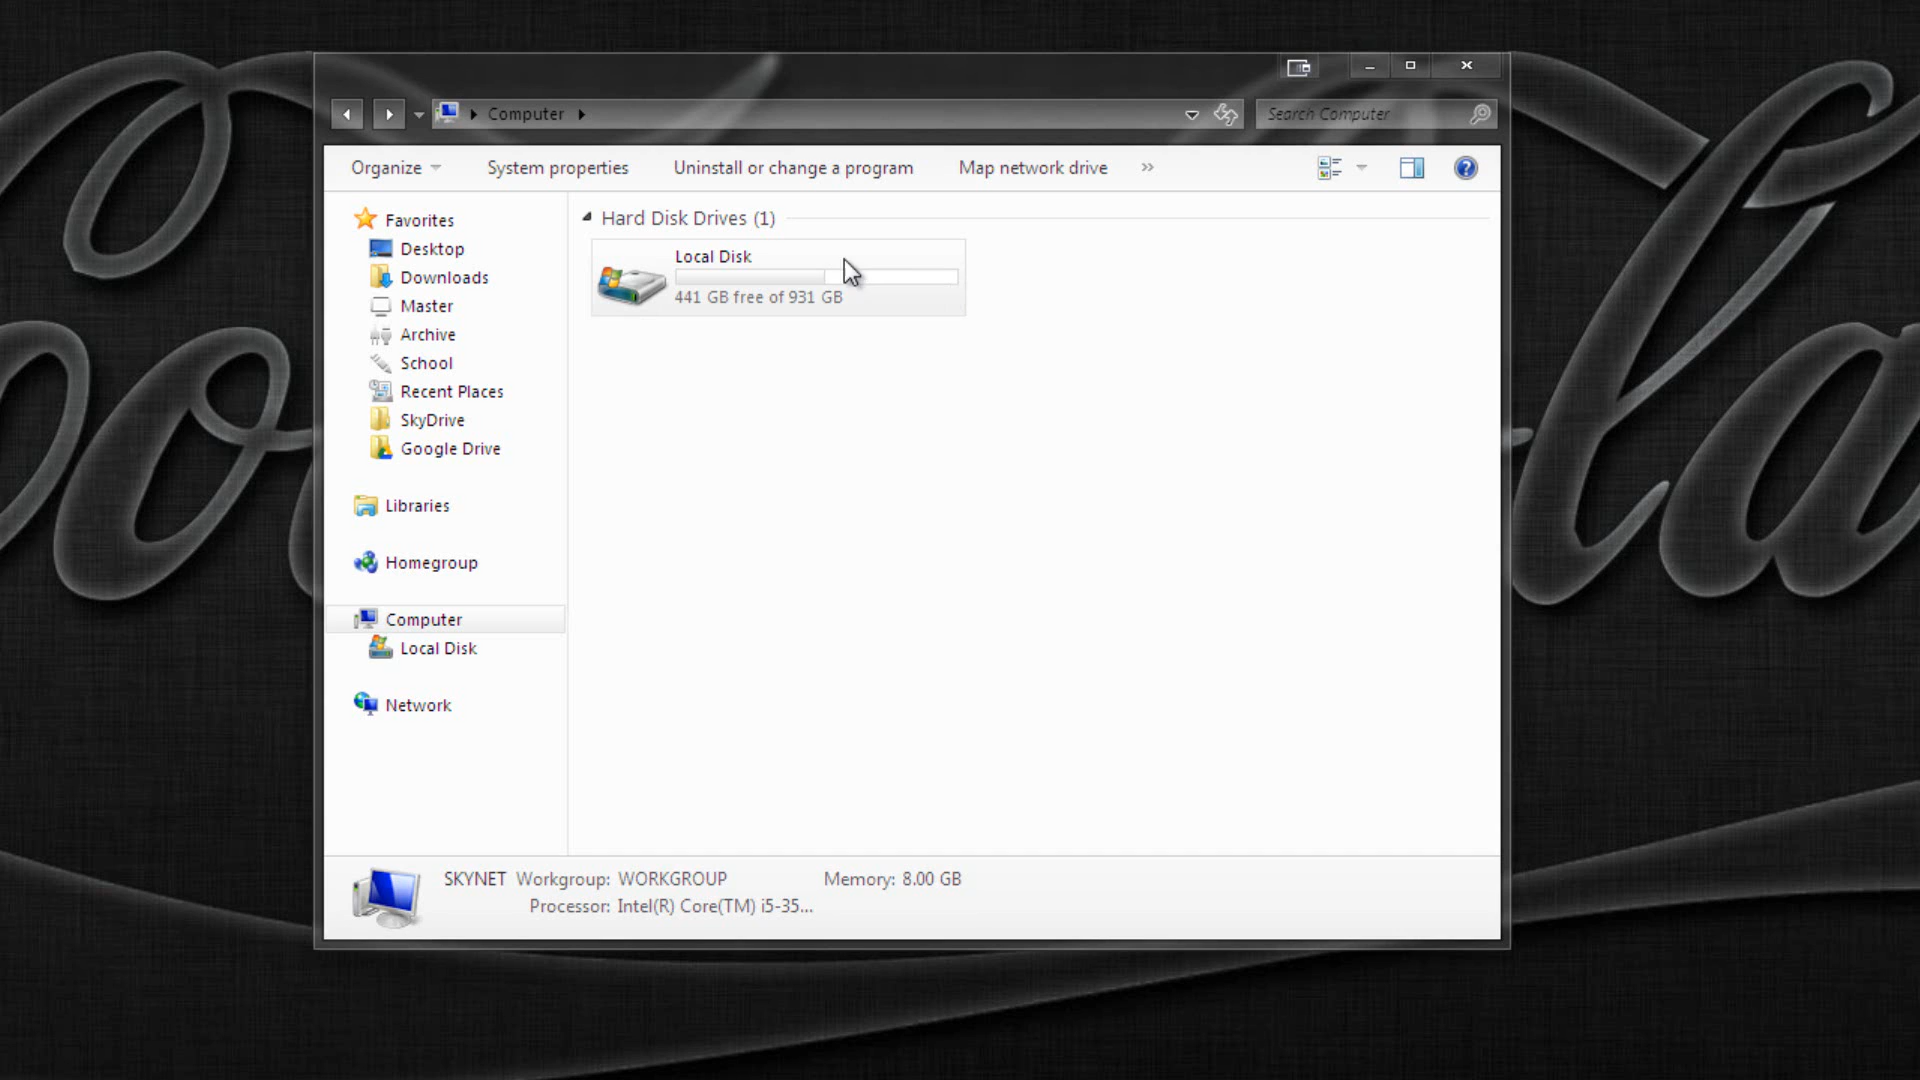 Computer
Search Computer
Organize
System properties
Uninstall or change a program
Map network drive
»
Favorites
Desktop
Downloads
Master
Archive
School
Recent Places
SkyDrive
Google Drive
Libraries
Homegroup
Computer
Local Disk
Network
Hard Disk Drives (1)
Local Disk
441 GB free of 931 GB
SKYNET Workgroup: WORKGROUP Memory: 8.00 GB
Processor: Intel(R) Core(TM) i5-35...